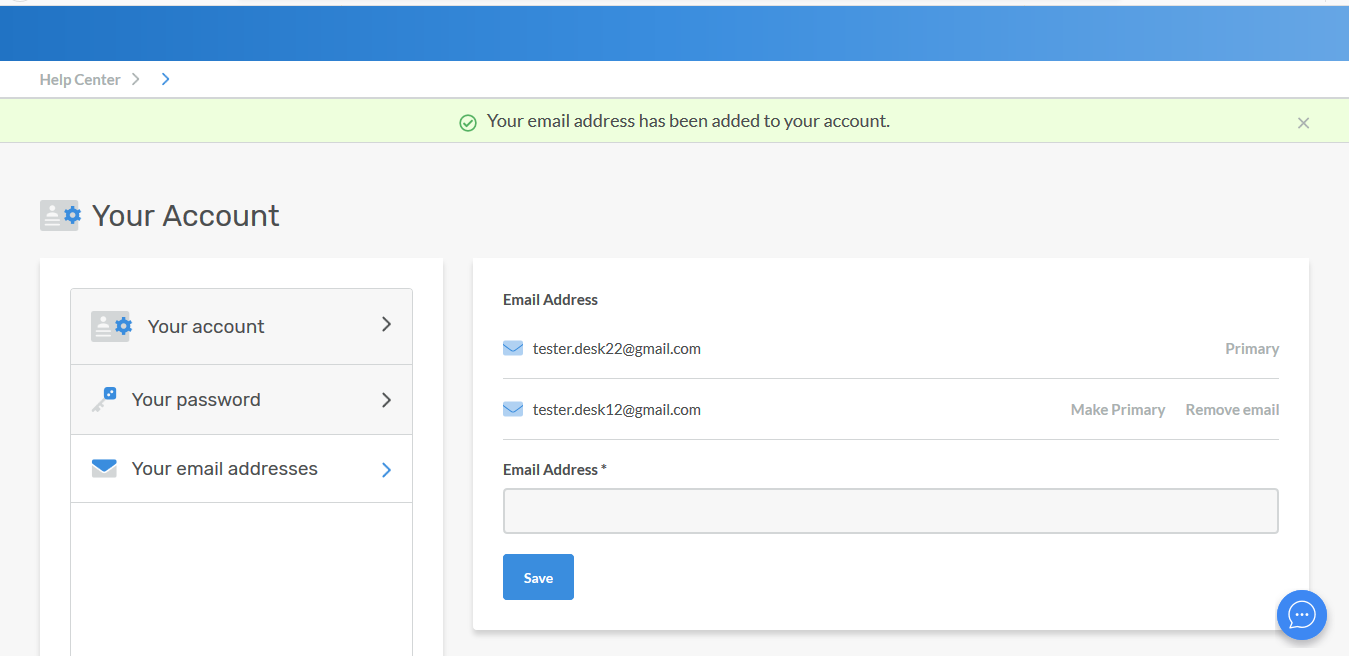 Help Center
Your email address has been added to your account.
Your Account
Your account
Your password
Your email addresses
Email Address
tester.desk22@gmail.com Primary
tester.desk12@gmail.com Make Primary Remove email
Email Address *
Save